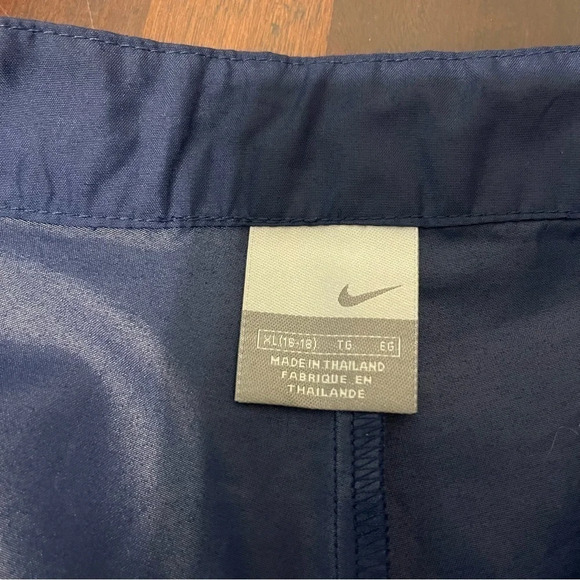 XL(16-18) TG EG
MADE IN THAILAND
FABRIQUE EN
THAILANDE